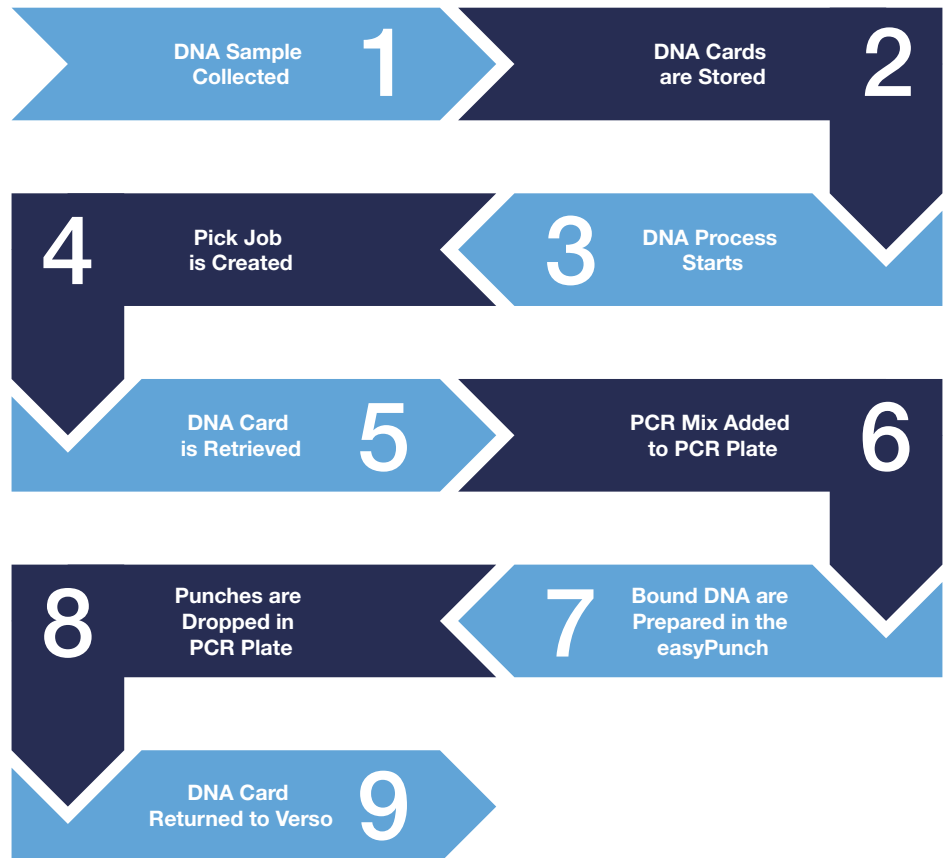 DNA Sample
Collected
1
DNA Cards
are Stored
2
3
DNA Process
Starts
4
Pick Job
is Created
DNA Card
is Retrieved
5
PCR Mix Added
to PCR Plate
6
7
Bound DNA are
Prepared in the
easyPunch
8
Punches are
Dropped in
PCR Plate
DNA Card
Returned to Verso
9